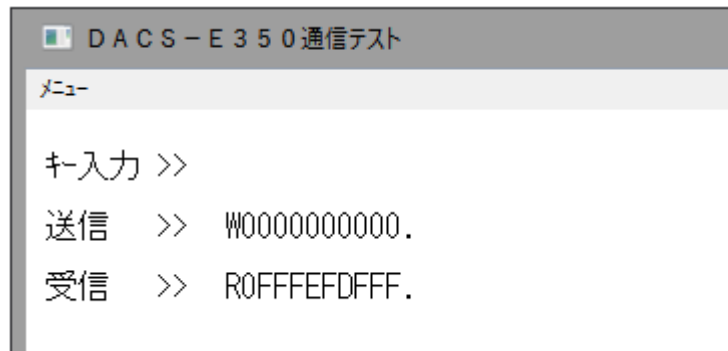 DACS-E350通信テスト
メニュー
キー入力 >>
送信 >> W0000000000.
受信 >> R0FFFEFDFFF.